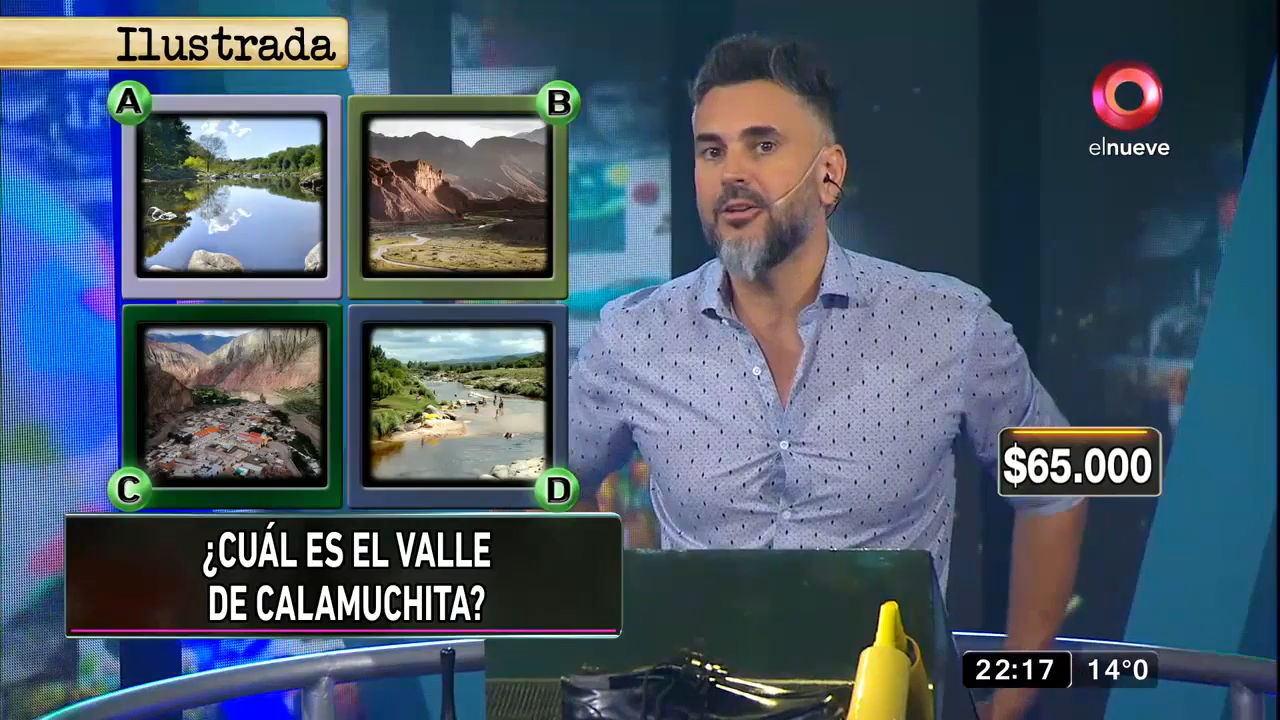 Ilustrada
A
B
elnueve
C
D
$65.000
¿CUÁL ES EL VALLE
DE CALAMUCHITA?
22:17
14°0